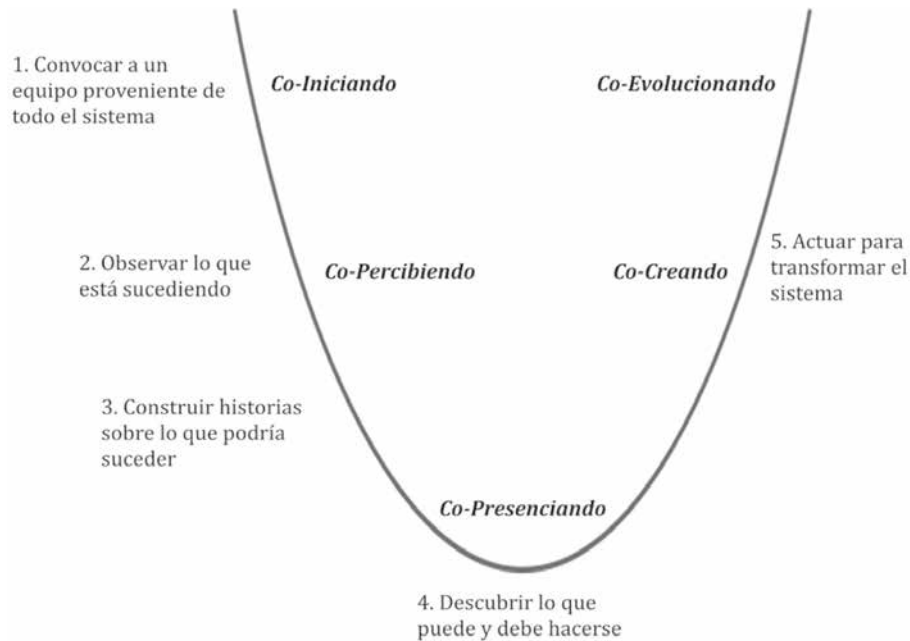 1. Convocar a un
equipo proveniente de
todo el sistema
Co-Iniciando
Co-Evolucionando
2. Observar lo que
está sucediendo
Co-Percibiendo
Co-Creando
5. Actuar para
transformar el
sistema
3. Construir historias
sobre lo que podría
suceder
Co-Presenciando
4. Descubrir lo que
puede y debe hacerse